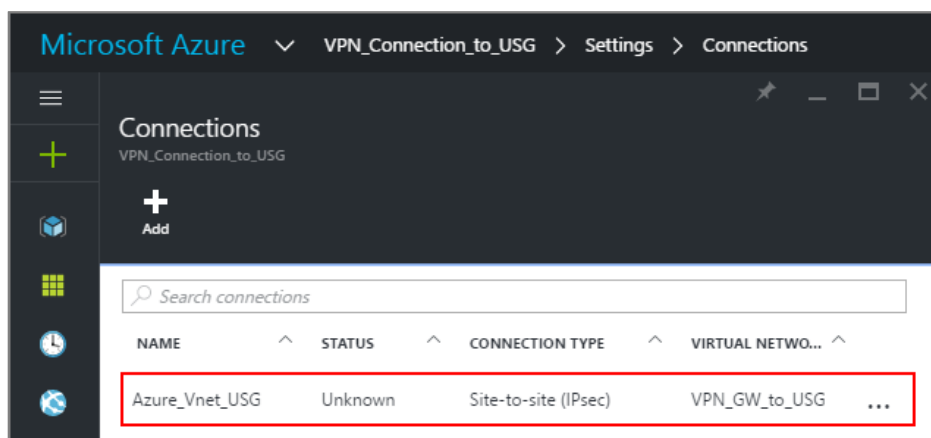 Microsoft Azure VPN_Connection_to_USG > Settings > Connections
Connections
VPN_Connection_to_USG
Add
Search connections
NAME STATUS CONNECTION TYPE VIRTUAL NETWO...
Azure_Vnet_USG Unknown Site-to-site (IPsec) VPN_GW_to_USG ...